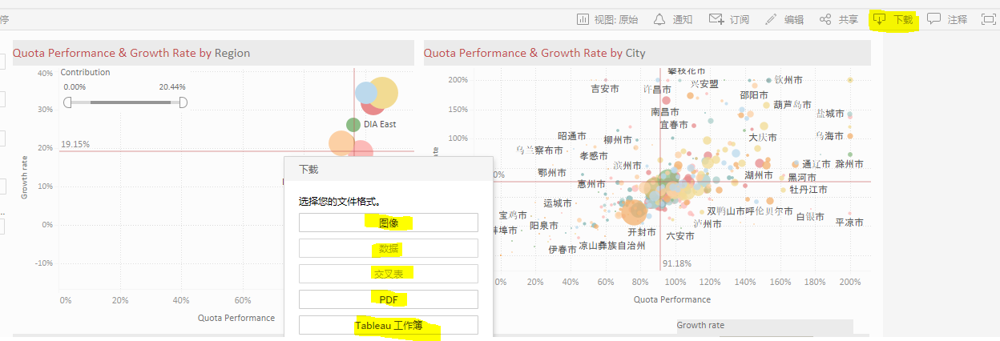 停
视图: 原始
通知
订阅
编辑
共享
下载
注释
Quota Performance & Growth Rate by Region
Quota Performance & Growth Rate by City
Contribution
0.00%
20.44%
40%
30%
20%
10%
0%
-10%
Growth rate
19.15%
DIA East
0%
20%
40%
60%
Quota Performance
下载
选择您的文件格式。
图像
数据
交叉表
PDF
Tableau 工作簿
200%
150%
100%
攀枝花市
钦州市
吉安市
许昌市
兴安盟
邵阳市
葫芦岛市
南昌市
盐城市
宜春市
昭通市
柳州市
大庆市
乌海市
乌兰察布市
孝感市
鄂州市
滨州市
通辽市
滁州市
湖州市
黑河市
惠州市
牡丹江市
运城市
双鸭山市
呼伦贝尔市
宝鸡市
泸州市
白银市
平凉市
蚌埠市
阳泉市
开封市
六安市
伊春市
凉山彝族自治州
91.18%
0%
20%
40%
60%
80%
100%
120%
140%
160%
180%
200%
Quota Performance
Growth rate